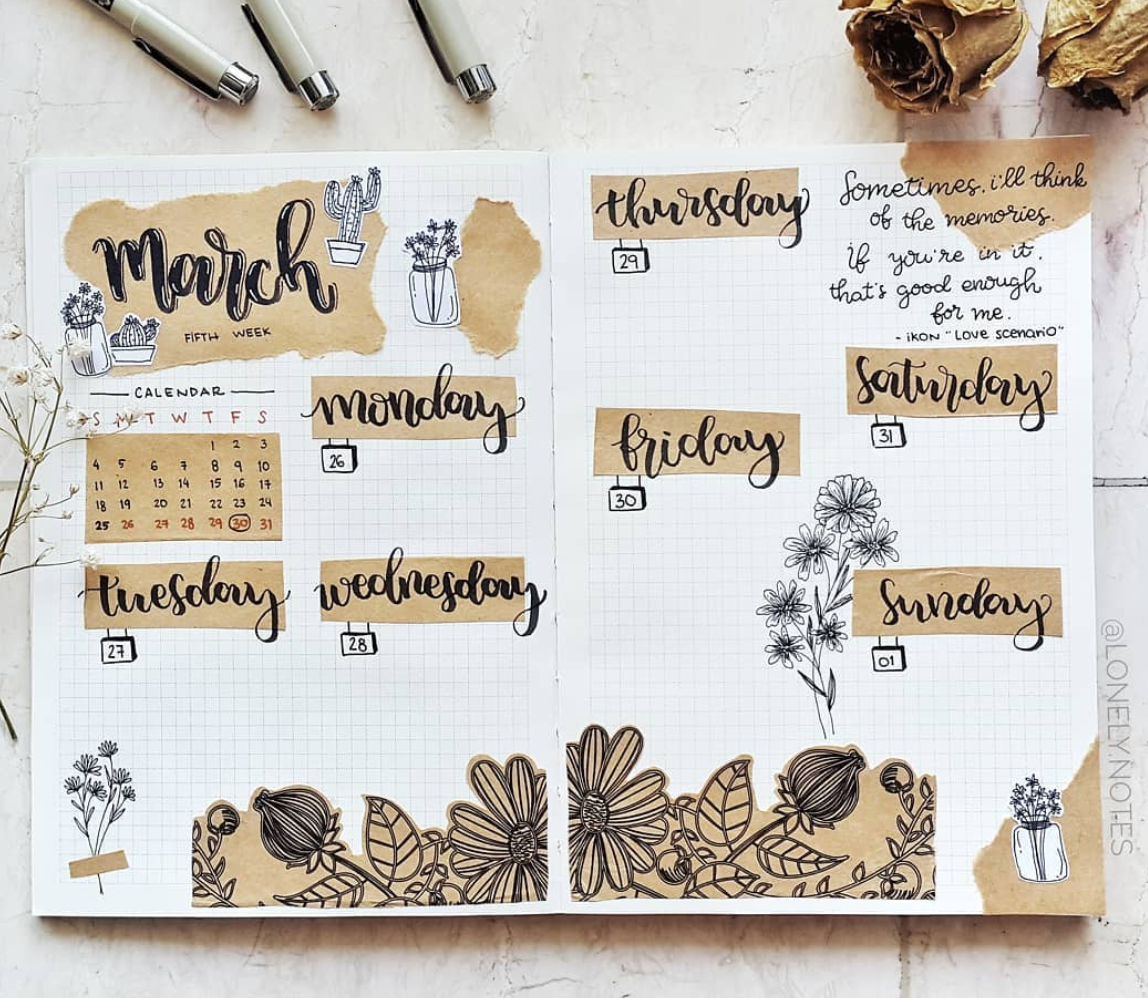 March
FIFTH WEEK
CALENDAR
S M T W T F S
1 2 3
4 5 6 7 8 9 10
11 12 13 14 15 16 17
18 19 20 21 22 23 24
25 26 27 28 29 30 31
monday
26
tuesday
27
wednesday
28
thursday
29
Sometimes, i'll think
of the memories.
If you're in it,
that's good enough
for me.
- iKON "Love scenario"
friday
30
saturday
31
sunday
01
@LONELYNOTES